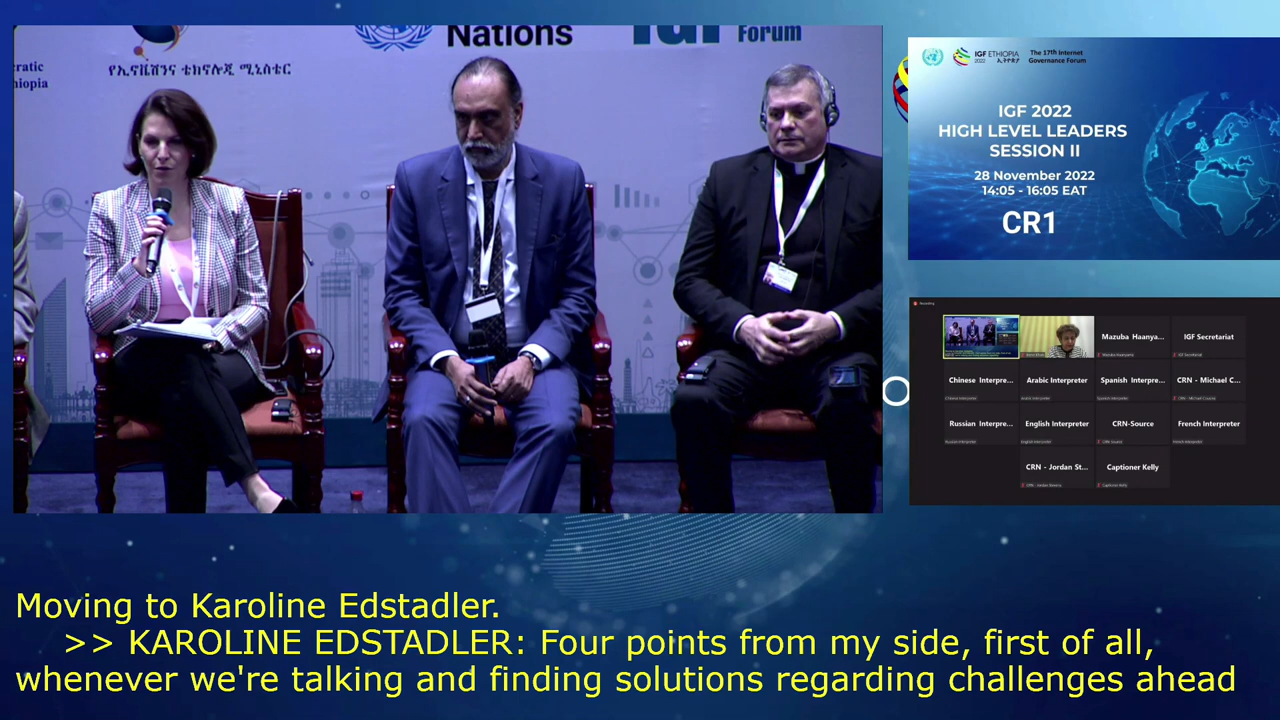 Nations
Forum
cratic
hiopia
የኢኖቬሽንና ቴክኖሎጂ ሚኒስቴር
IGF ETHIOPIA
2022 ኢትዮጵያ
The 17th Internet
Governance Forum
IGF 2022
HIGH LEVEL LEADERS
SESSION II
28 November 2022
14:05 - 16:05 EAT
CR1
Recording
Mazuba Haanya...
IGF Secretariat
Chinese Interpre...
Arabic Interpreter
Spanish Interpre...
CRN - Michael C...
Russian Interpre...
English Interpreter
CRN-Source
French Interpreter
CRN - Jordan St...
Captioner Kelly
Moving to Karoline Edstadler.
>> KAROLINE EDSTADLER: Four points from my side, first of all,
whenever we're talking and finding solutions regarding challenges ahead